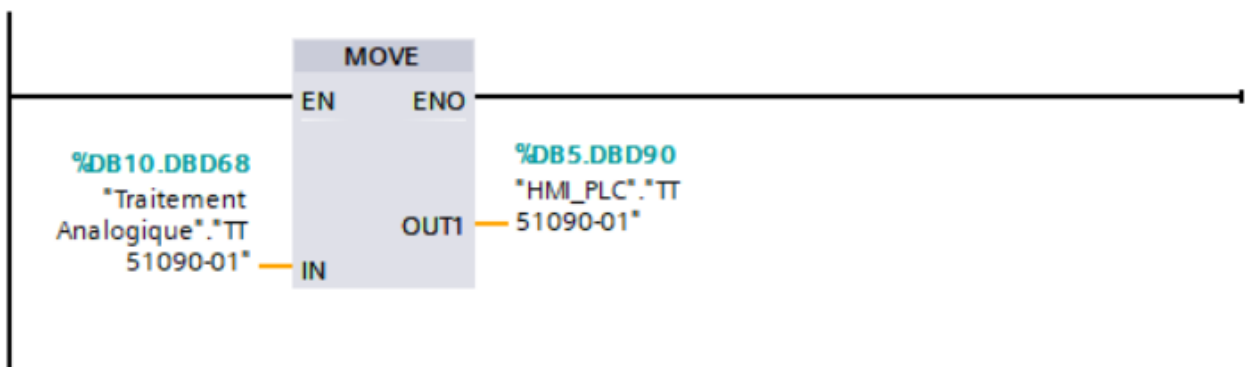 MOVE
EN ENO
%DB10.DBD68
"Traitement
Analogique"."TT
51090-01"
IN
%DB5.DBD90
"HMI_PLC"."TT
51090-01"
OUT1